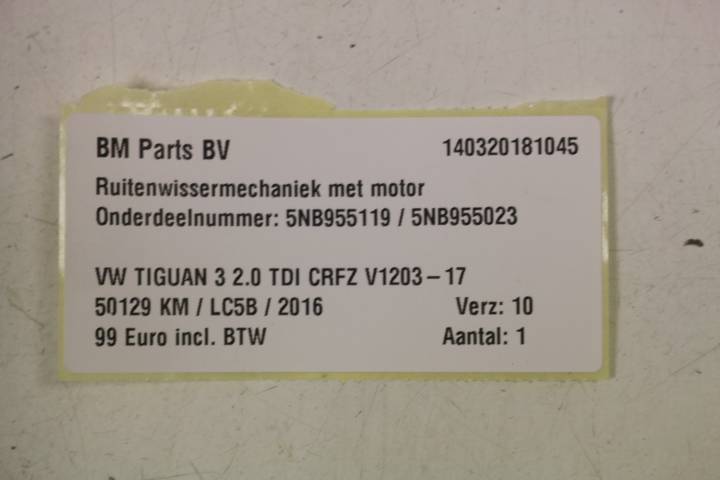 BM Parts BV 140320181045
Ruitenwissermechaniek met motor
Onderdeelnummer: 5NB955119 / 5NB955023
VW TIGUAN 3 2.0 TDI CRFZ V1203-17
50129 KM / LC5B / 2016 Verz: 10
99 Euro incl. BTW Aantal: 1